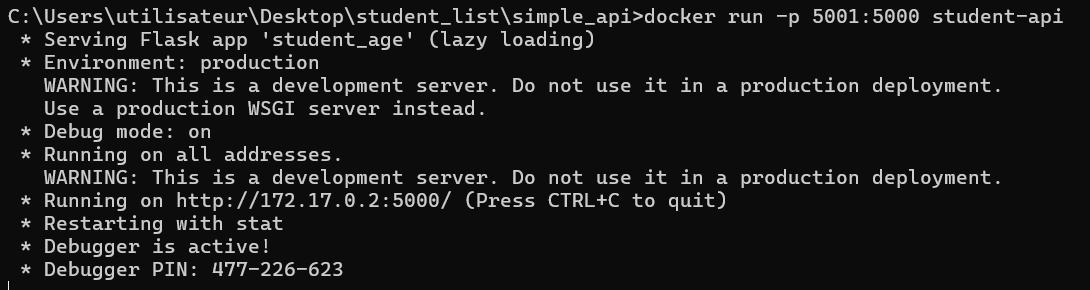 C:\Users\utilisateur\Desktop\student_list\simple_api>docker run -p 5001:5000 student-api
* Serving Flask app 'student_age' (lazy loading)
* Environment: production
WARNING: This is a development server. Do not use it in a production deployment.
Use a production WSGI server instead.
* Debug mode: on
* Running on all addresses.
WARNING: This is a development server. Do not use it in a production deployment.
* Running on http://172.17.0.2:5000/ (Press CTRL+C to quit)
* Restarting with stat
* Debugger is active!
* Debugger PIN: 477-226-623